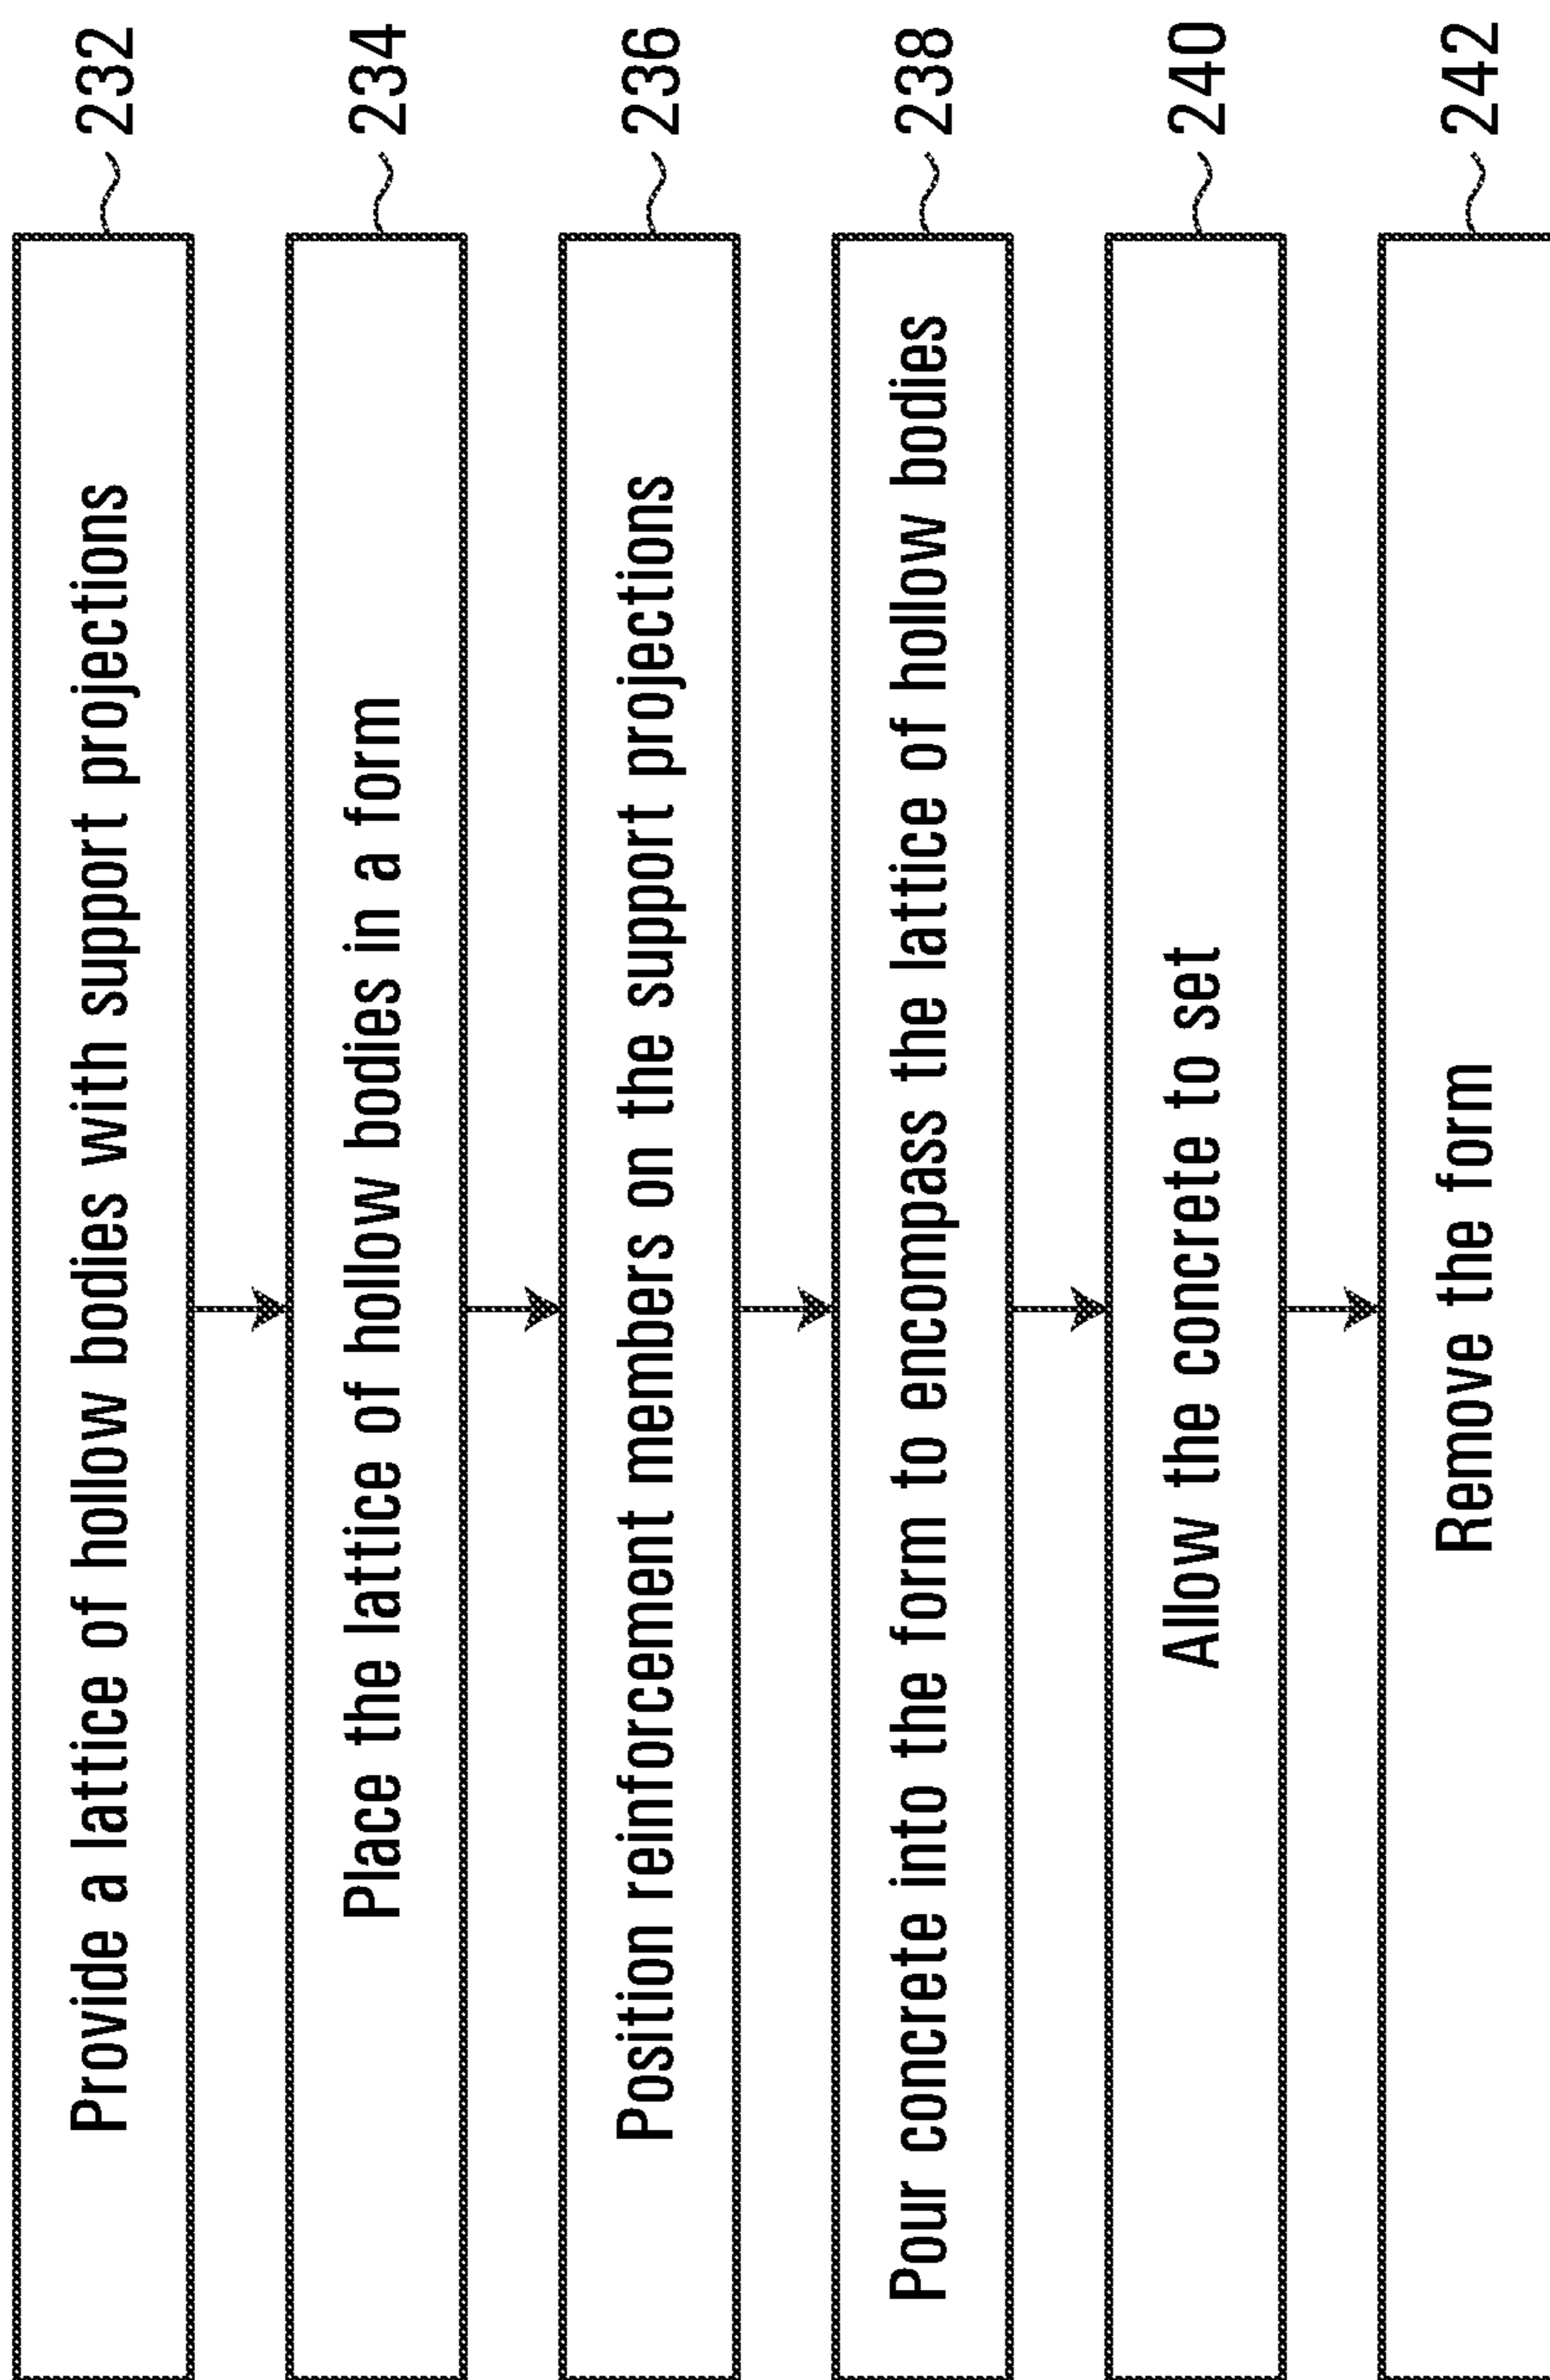 Provide a lattice of hollow bodies with support projections
232
Place the lattice of hollow bodies in a form
234
Position reinforcement members on the support projections
236
Pour concrete into the form to encompass the lattice of hollow bodies
238
Allow the concrete to set
240
Remove the form
242